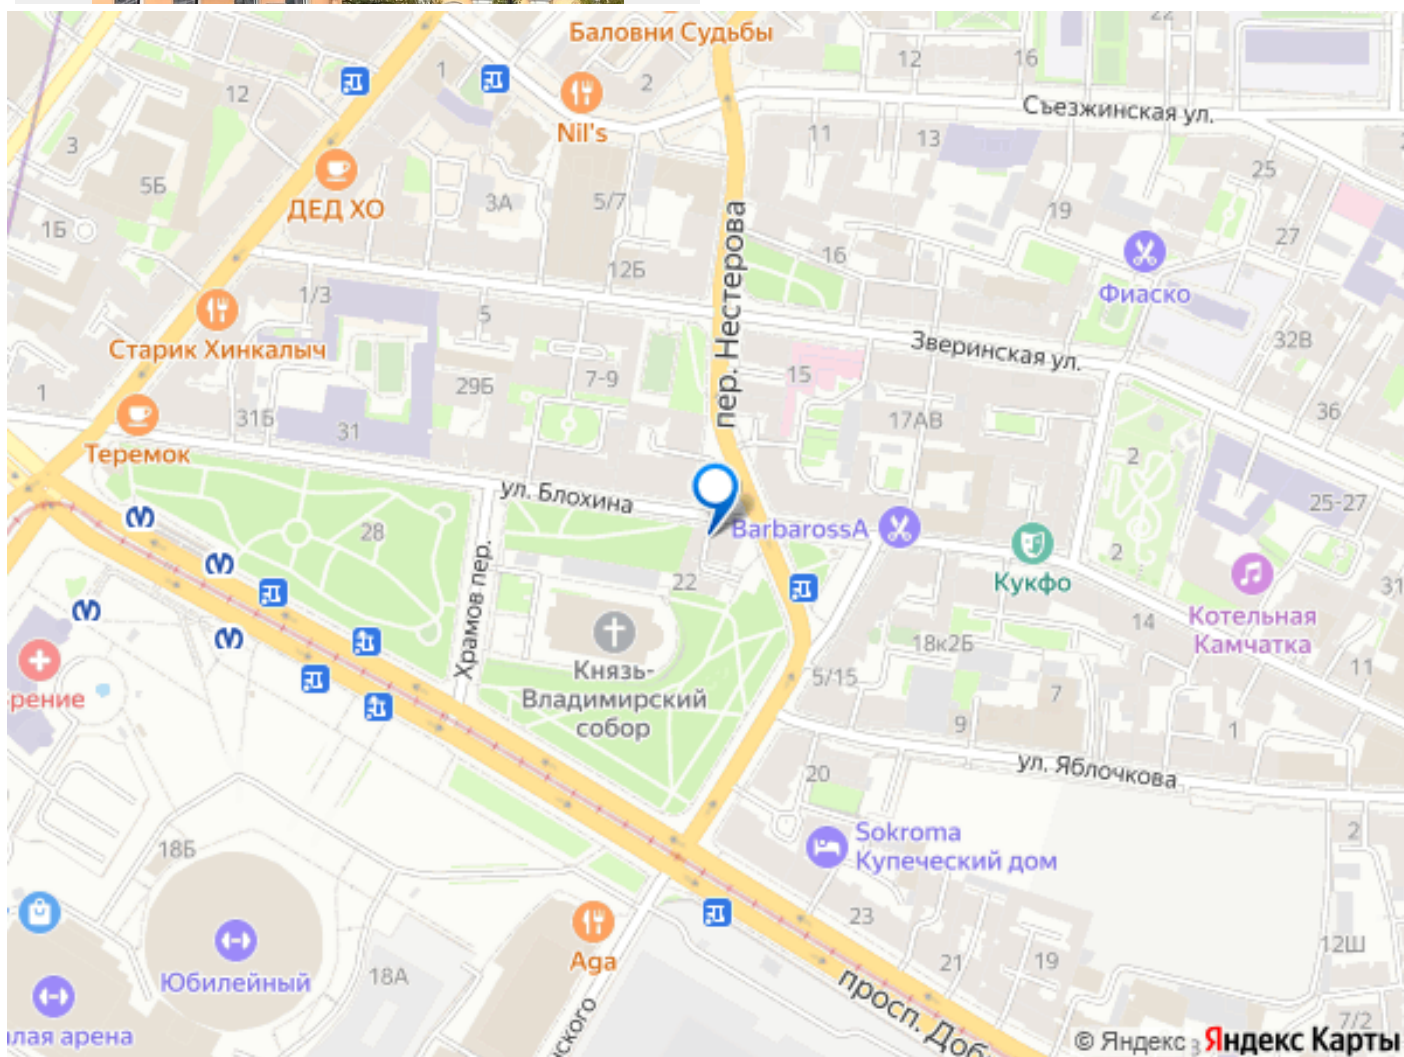 Баловни Судьбы
22
12
16
1
2
12
Съезжинская ул.
Nil's
11
13
3
5Б
25
ДЕД ХО
3А
5/7
19
1Б
пер. Нестерова
27
16
12Б
Фиаско
1/3
5
Старик Хинкалыч
Зверинская ул.
32В
15
29Б
7-9
1
31Б
31
17АВ
36
Теремок
2
ул. Блохина
25-27
28
BarbarossA
2
Кукфо
22
31
Храмов пер.
Котельная
Камчатка
14
18к2Б
Князь-
Владимирский
собор
11
рение
5/15
7
9
1
ул. Яблочкова
20
Sokroma
Купеческий дом
2
18Б
23
12Ш
Юбилейный
Aga
18А
21
19
просп. Доб
лая арена
ского
7/2
© Яндекс
Яндекс Карты